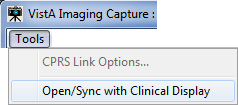 VistA Imaging Capture :
Tools
CPRS Link Options...
Open/Sync with Clinical Display